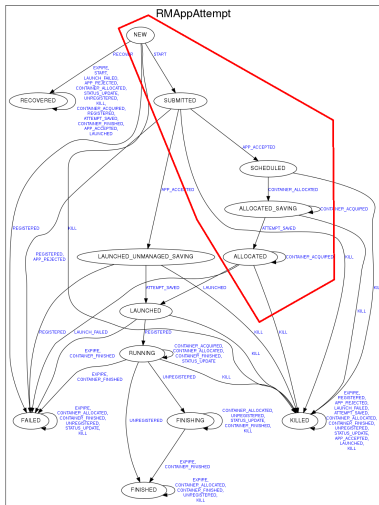 RMAppAttempt
NEW
RECOVER
START
EXPIRE,
START,
LAUNCH_FAILED,
APP_REJECTED,
CONTAINER_ALLOCATED,
STATUS_UPDATE,
UNREGISTERED,
KILL,
CONTAINER_ACQUIRED,
REGISTERED,
ATTEMPT_SAVED,
CONTAINER_FINISHED,
APP_ACCEPTED,
LAUNCHED
RECOVERED
SUBMITTED
APP_ACCEPTED
SCHEDULED
APP_ACCEPTED
CONTAINER_ALLOCATED
ALLOCATED_SAVING
CONTAINER_ACQUIRED
REGISTERED
KILL
ATTEMPT_SAVED
REGISTERED,
APP_REJECTED
LAUNCHED_UNMANAGED_SAVING
ALLOCATED
CONTAINER_ACQUIRED
KILL
ATTEMPT_SAVED
LAUNCHED
KILL
LAUNCHED
KILL
REGISTERED
LAUNCH_FAILED
REGISTERED
KILL
KILL
EXPIRE,
CONTAINER_FINISHED
RUNNING
CONTAINER_ACQUIRED,
CONTAINER_ALLOCATED,
CONTAINER_FINISHED,
STATUS_UPDATE
KILL
EXPIRE,
CONTAINER_FINISHED
UNREGISTERED
KILL
FAILED
EXPIRE,
CONTAINER_ALLOCATED,
CONTAINER_FINISHED,
UNREGISTERED,
STATUS_UPDATE,
KILL
UNREGISTERED
FINISHING
CONTAINER_ALLOCATED,
UNREGISTERED,
STATUS_UPDATE,
CONTAINER_FINISHED,
KILL
KILLED
EXPIRE,
REGISTERED,
APP_REJECTED,
LAUNCH_FAILED,
ATTEMPT_SAVED,
CONTAINER_ALLOCATED,
CONTAINER_FINISHED,
UNREGISTERED,
STATUS_UPDATE,
APP_ACCEPTED,
LAUNCHED,
KILL
EXPIRE,
CONTAINER_FINISHED
FINISHED
EXPIRE,
CONTAINER_ALLOCATED,
CONTAINER_FINISHED,
UNREGISTERED,
KILL